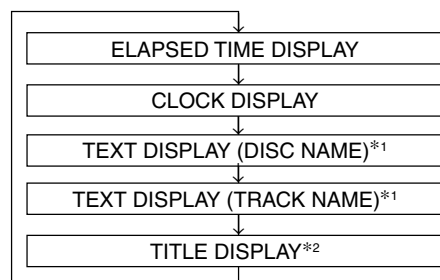 ELAPSED TIME DISPLAY
CLOCK DISPLAY
TEXT DISPLAY (DISC NAME)*1
TEXT DISPLAY (TRACK NAME)*1
TITLE DISPLAY*2